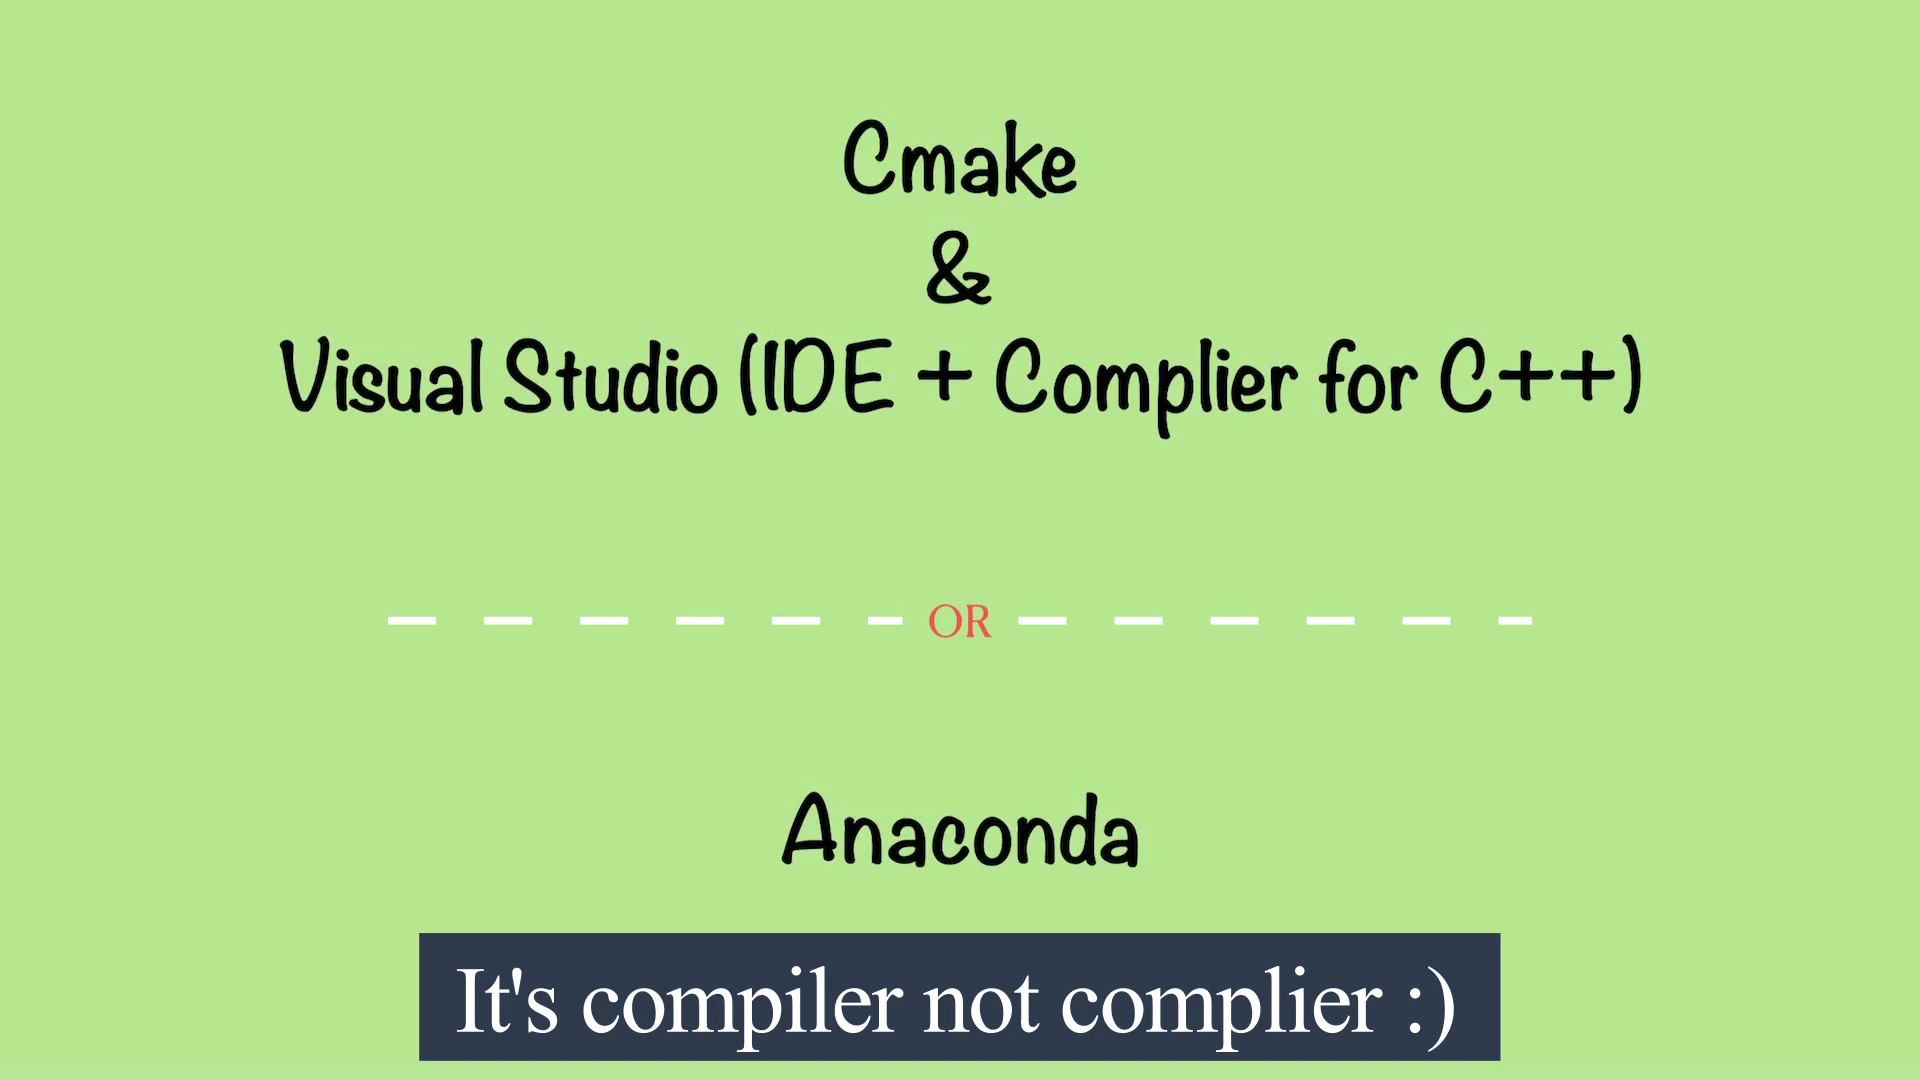 Cmake
&
Visual Studio (IDE + Complier for C++)
OR
Anaconda
It's compiler not complier :)